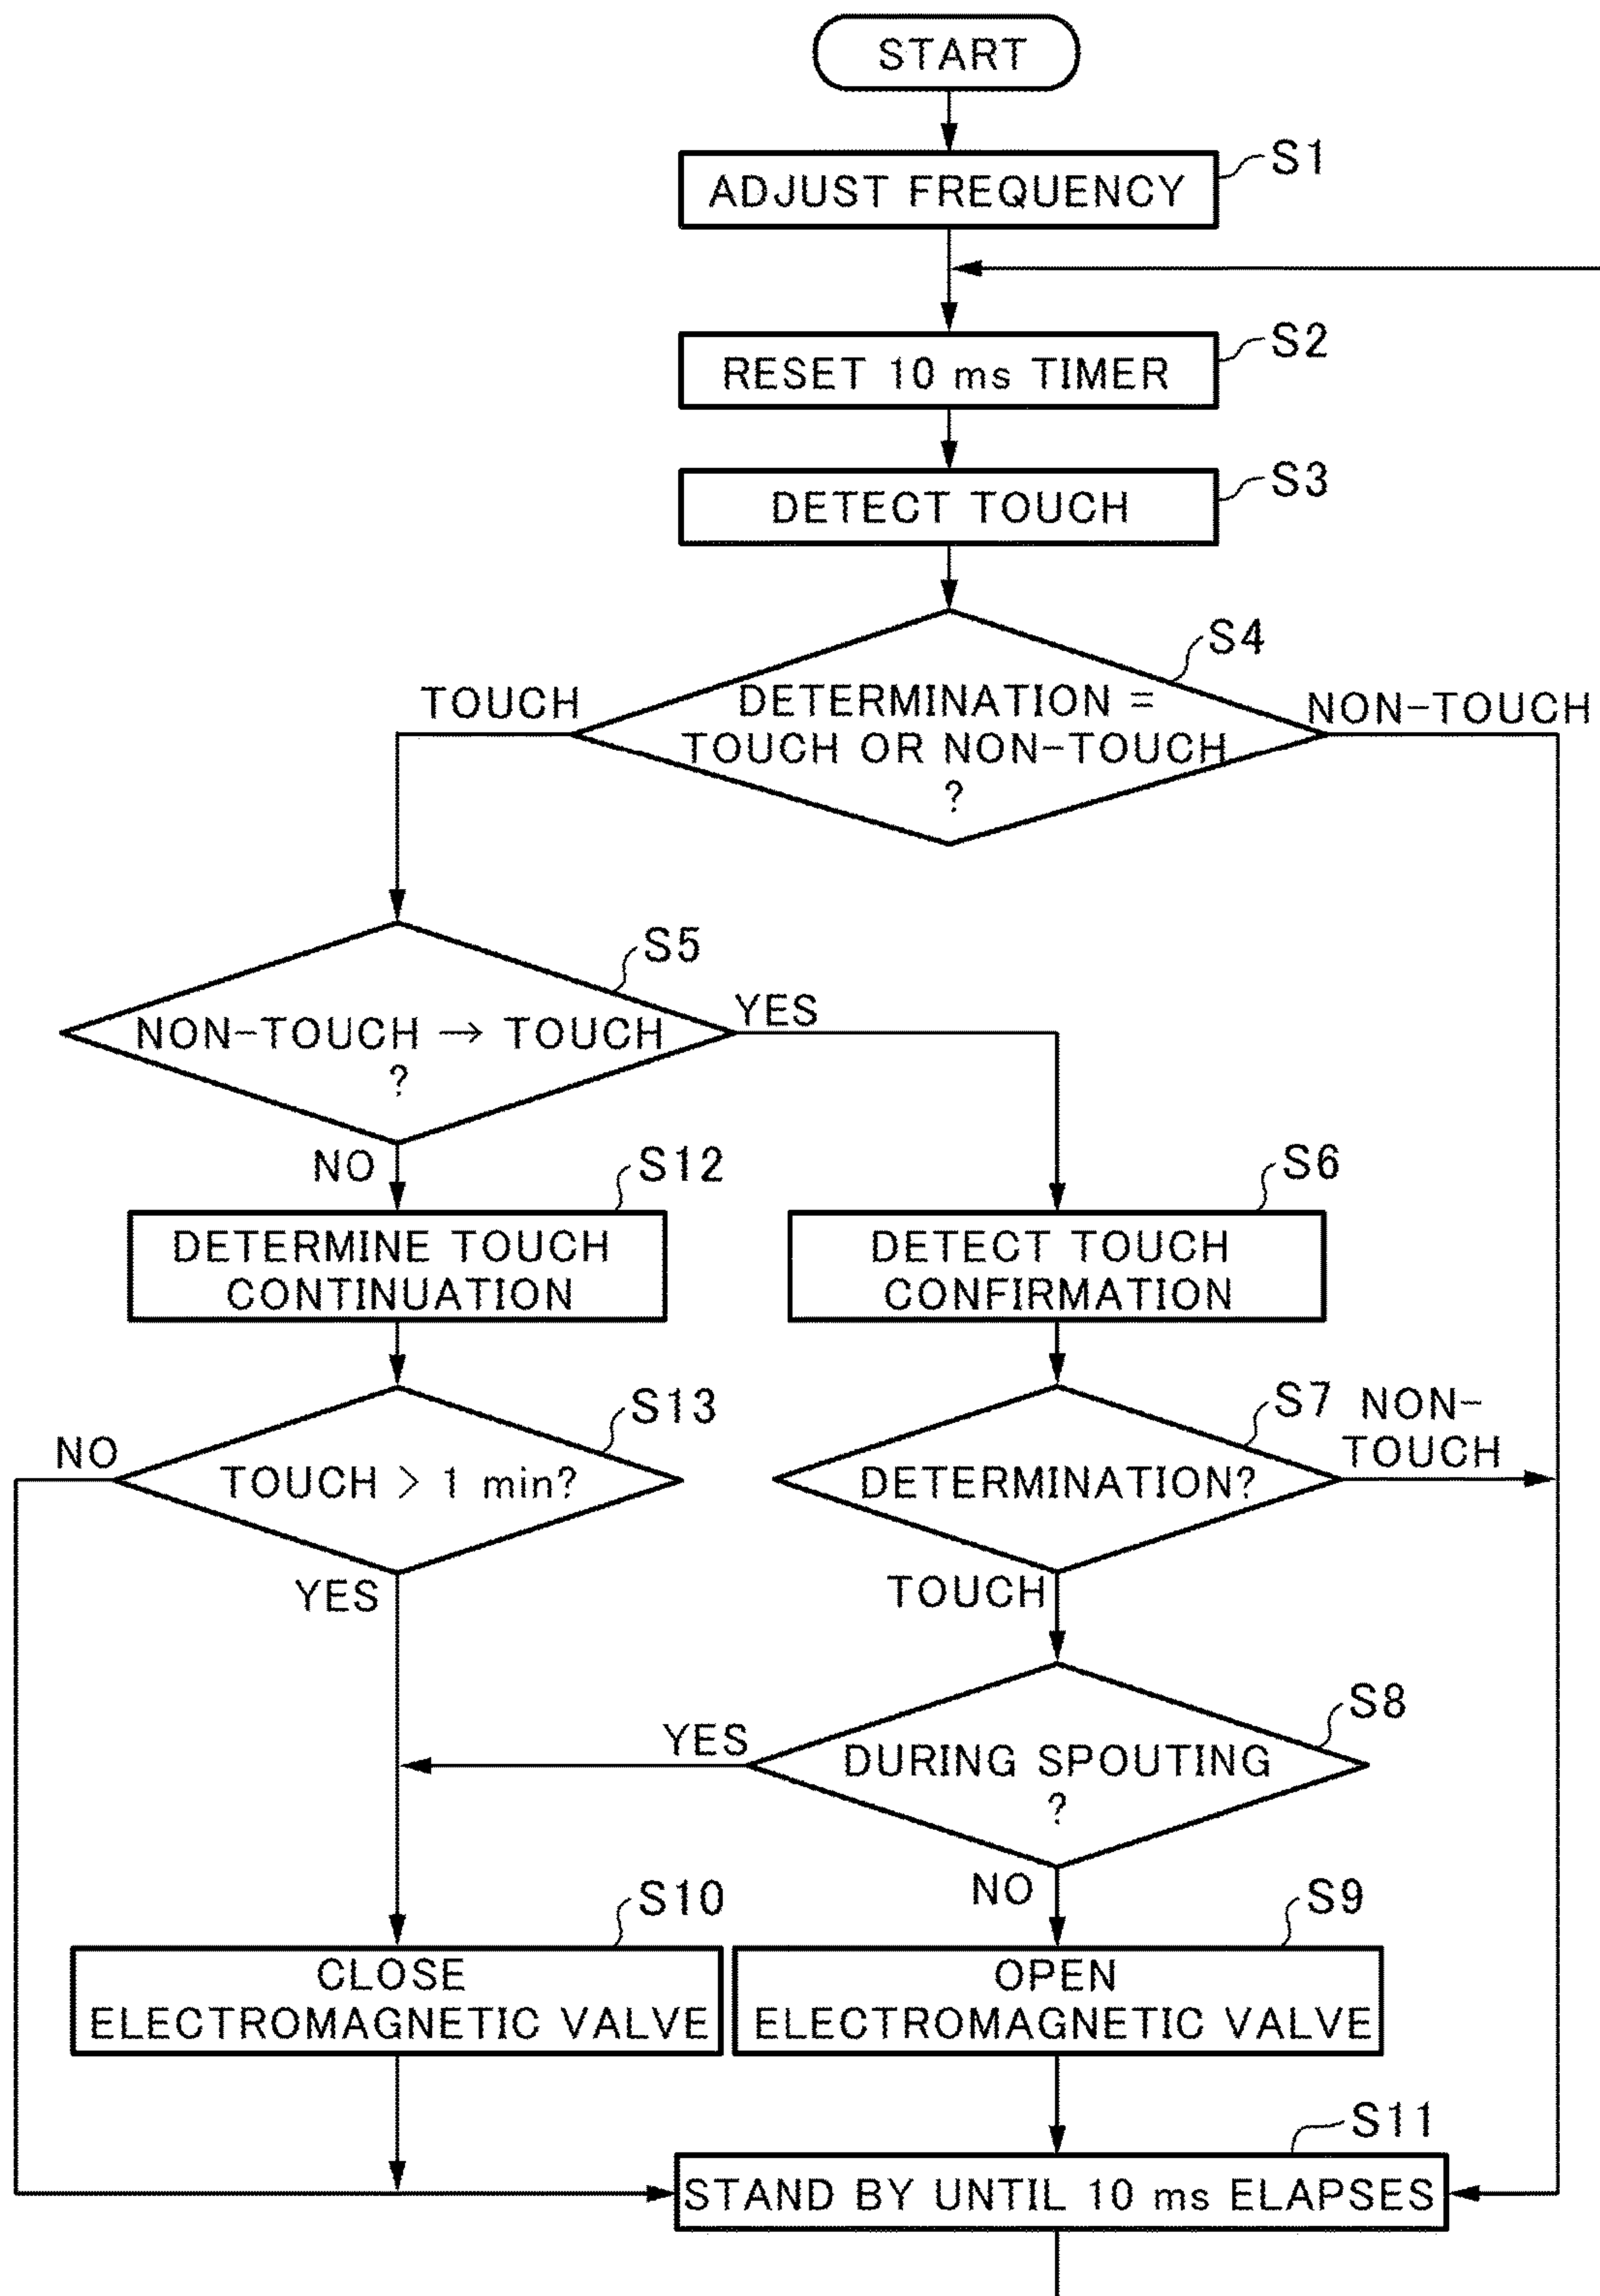 START
S1
ADJUST FREQUENCY
S2
RESET 10 ms TIMER
S3
DETECT TOUCH
S4
TOUCH
DETERMINATION =
TOUCH OR NON-TOUCH
?
NON-TOUCH
S5
NON-TOUCH → TOUCH
?
YES
NO
S12
S6
DETERMINE TOUCH
CONTINUATION
DETECT TOUCH
CONFIRMATION
S13
S7
NON-
TOUCH
NO
TOUCH > 1 min?
DETERMINATION?
YES
TOUCH
S8
YES
DURING SPOUTING
?
NO
S10
S9
CLOSE
ELECTROMAGNETIC VALVE
OPEN
ELECTROMAGNETIC VALVE
S11
STAND BY UNTIL 10 ms ELAPSES